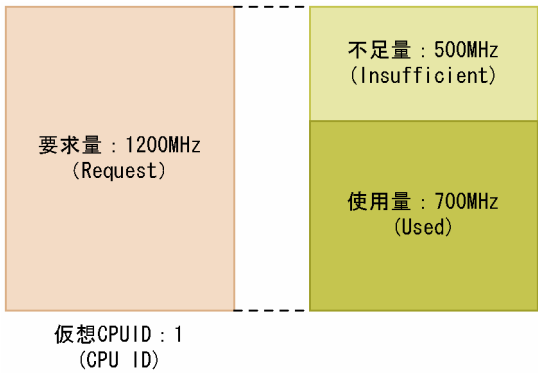 要求量：1200MHz
(Request)
不足量：500MHz
(Insufficient)
使用量：700MHz
(Used)
仮想CPUID：1
(CPU ID)